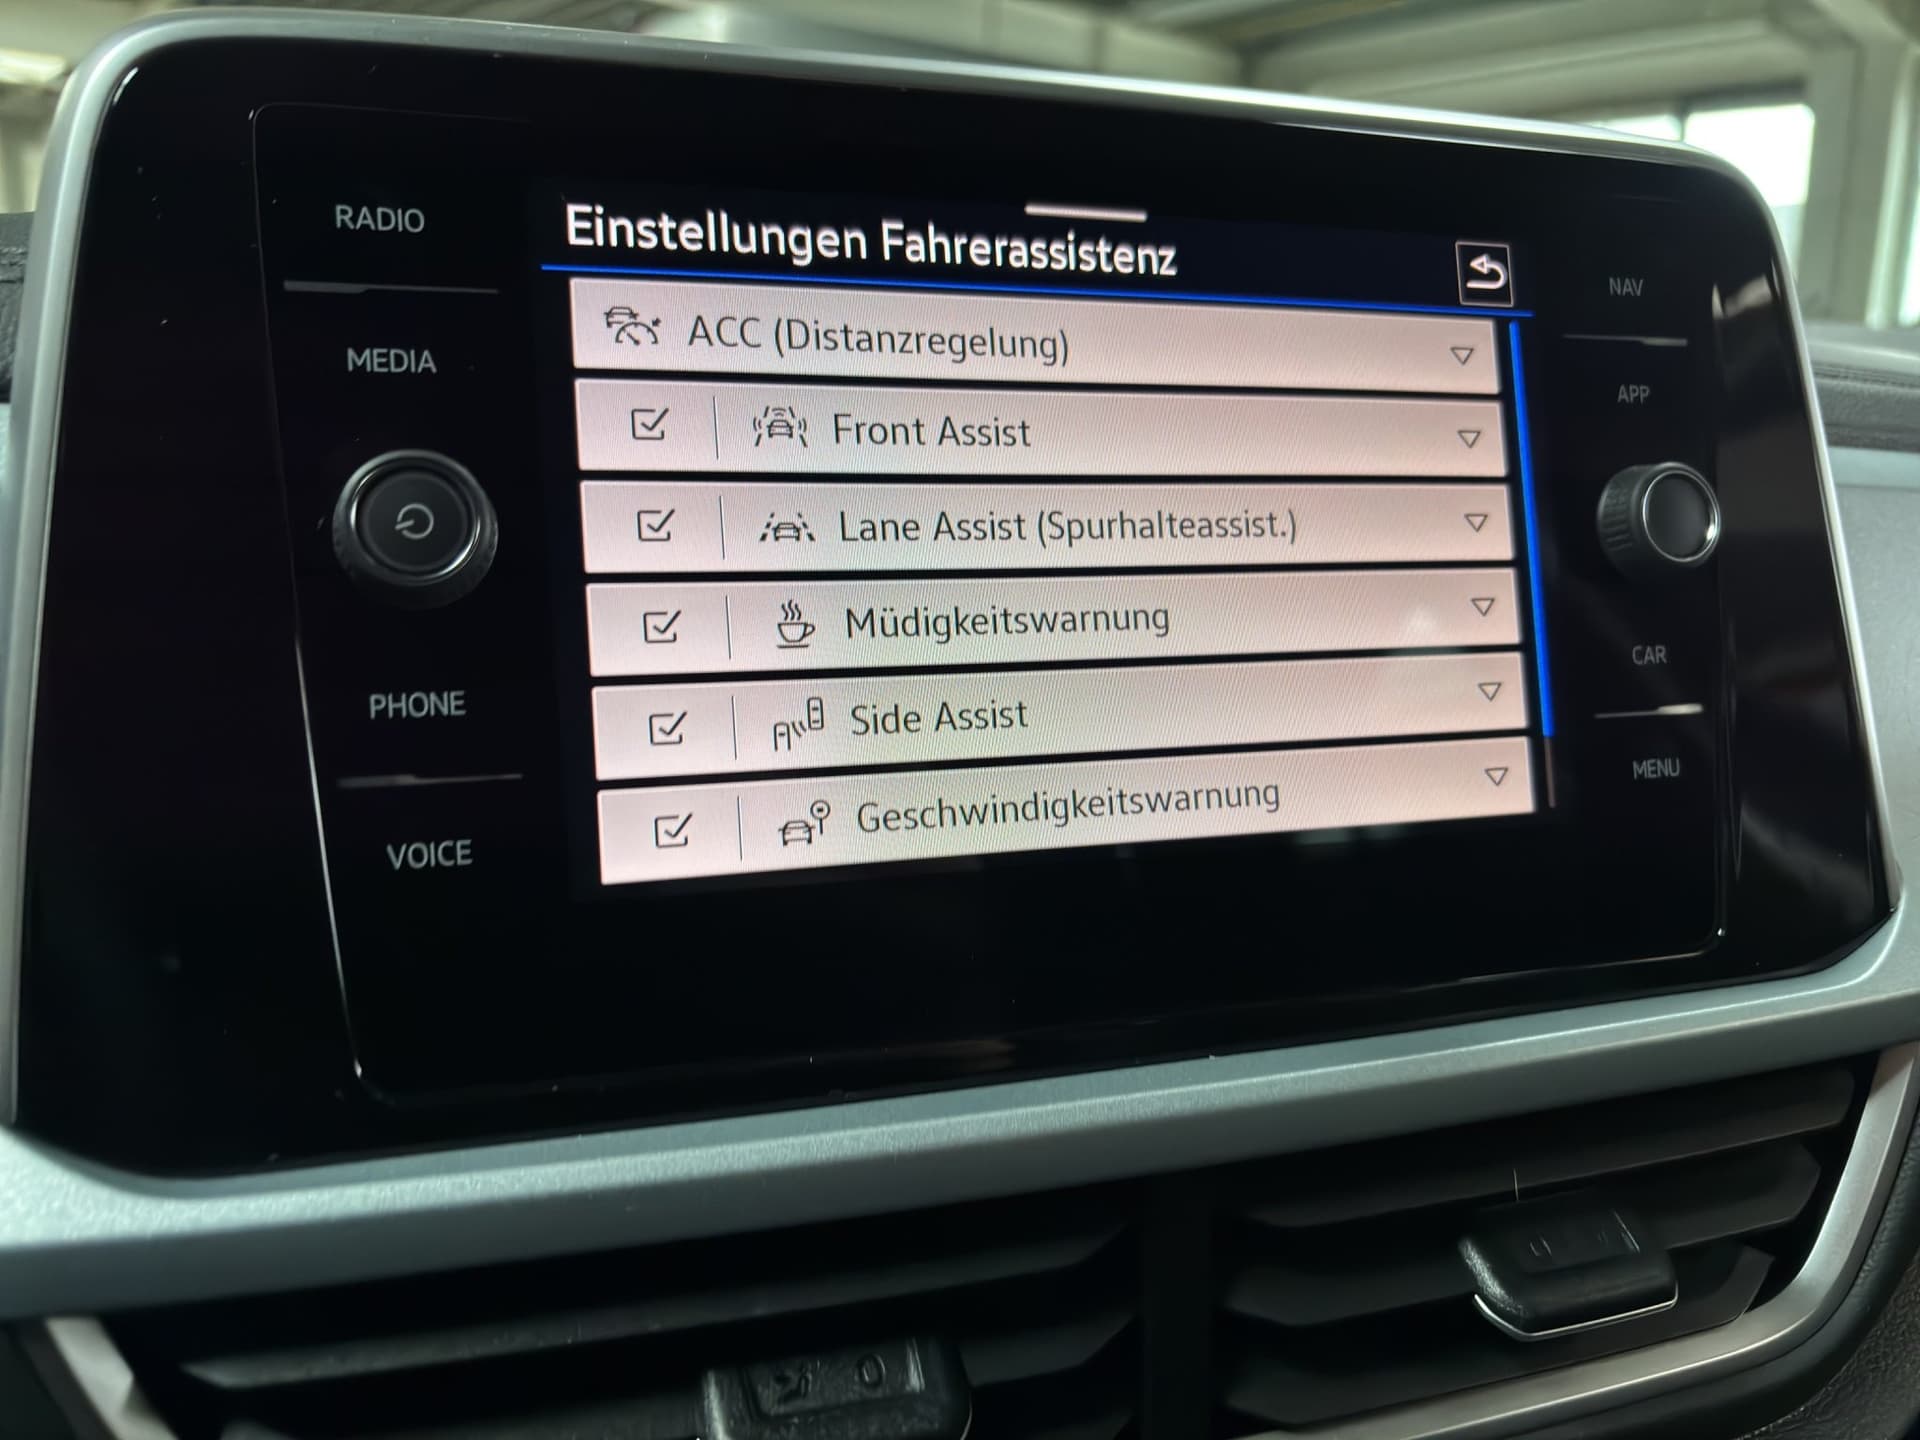 RADIO
MEDIA
PHONE
VOICE
Einstellungen Fahrerassistenz
ACC (Distanzregelung)
Front Assist
Lane Assist (Spurhalteassist.)
Müdigkeitswarnung
Side Assist
Geschwindigkeitswarnung
NAV
APP
CAR
MENU